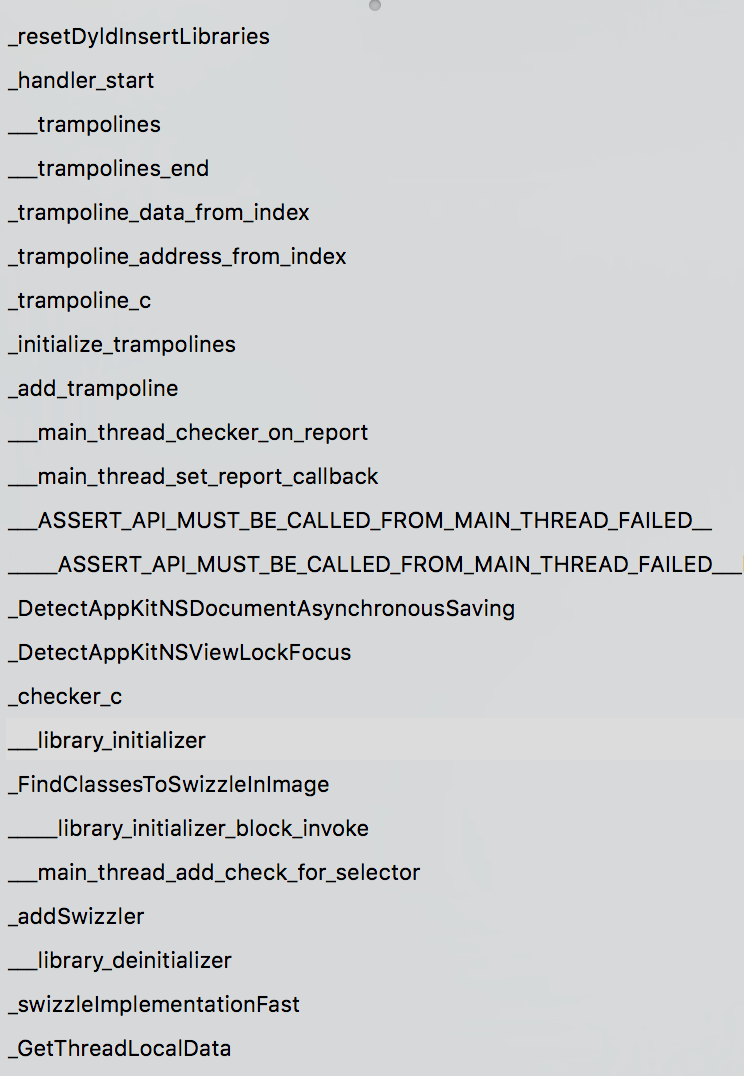 _resetDyldInsertLibraries
_handler_start
___trampolines
___trampolines_end
_trampoline_data_from_index
_trampoline_address_from_index
_trampoline_c
_initialize_trampolines
_add_trampoline
___main_thread_checker_on_report
___main_thread_set_report_callback
___ASSERT_API_MUST_BE_CALLED_FROM_MAIN_THREAD_FAILED__
_____ASSERT_API_MUST_BE_CALLED_FROM_MAIN_THREAD_FAILED___
_DetectAppKitNSDocumentAsynchronousSaving
_DetectAppKitNSViewLockFocus
_checker_c
___library_initializer
_FindClassesToSwizzleInImage
_____library_initializer_block_invoke
___main_thread_add_check_for_selector
_addSwizzler
___library_deinitializer
_swizzleImplementationFast
_GetThreadLocalData